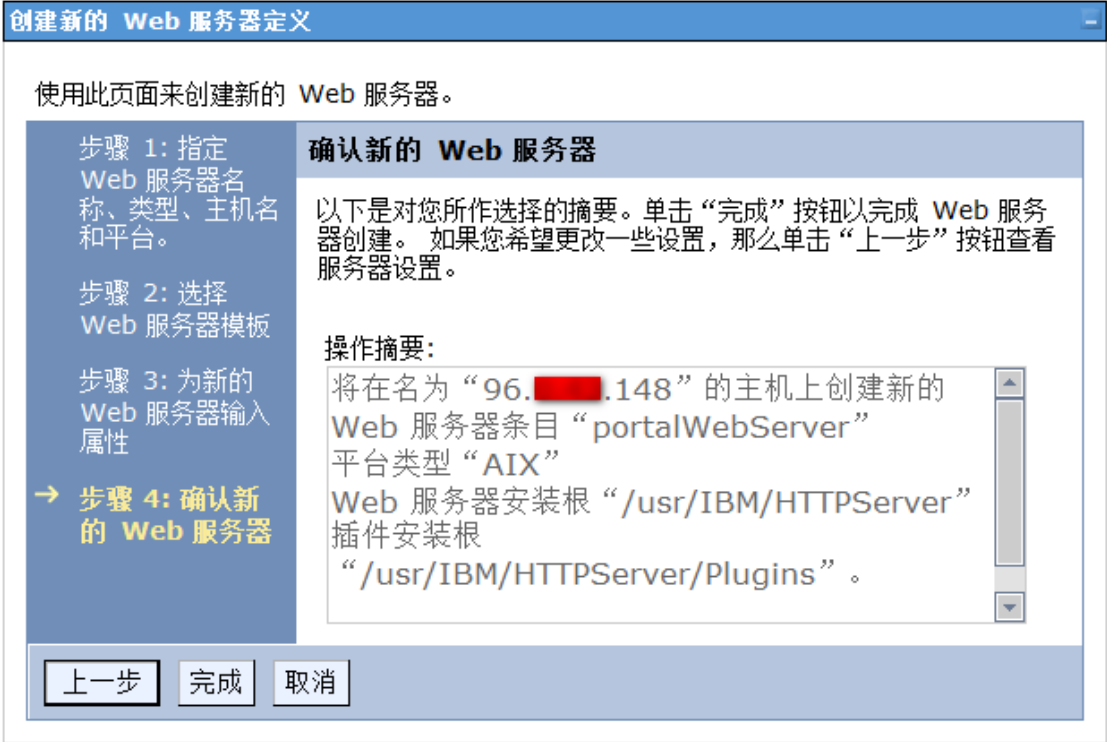 创建新的 Web 服务器定义
使用此页面来创建新的 Web 服务器。
步骤 1: 指定
Web 服务器名
称、类型、主机名
和平台。
步骤 2: 选择
Web 服务器模板
步骤 3: 为新的
Web 服务器输入
属性
步骤 4: 确认新
的 Web 服务器
确认新的 Web 服务器
以下是对您所作选择的摘要。单击“完成”按钮以完成 Web 服务
器创建。 如果您希望更改一些设置，那么单击“上一步”按钮查看
服务器设置。
操作摘要:
将在名为“96. .148”的主机上创建新的
Web 服务器条目“portalWebServer”
平台类型“AIX”
Web 服务器安装根“/usr/IBM/HTTPServer”
插件安装根
“/usr/IBM/HTTPServer/Plugins”。
上一步 完成 取消